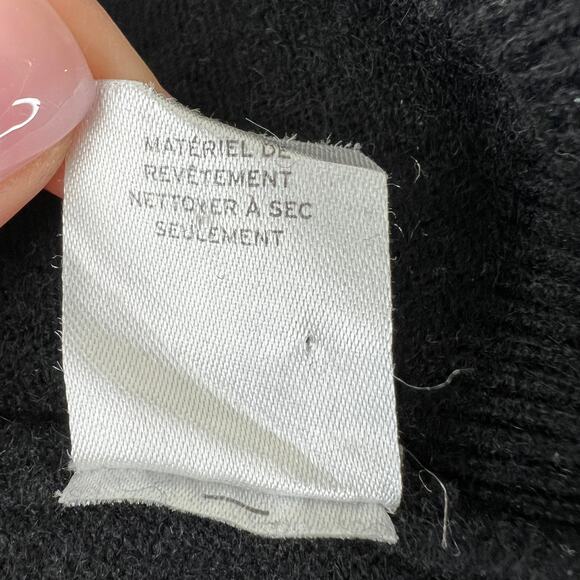 MATÉRIEL DE
REVÊTEMENT
NETTOYER À SEC
SEULEMENT